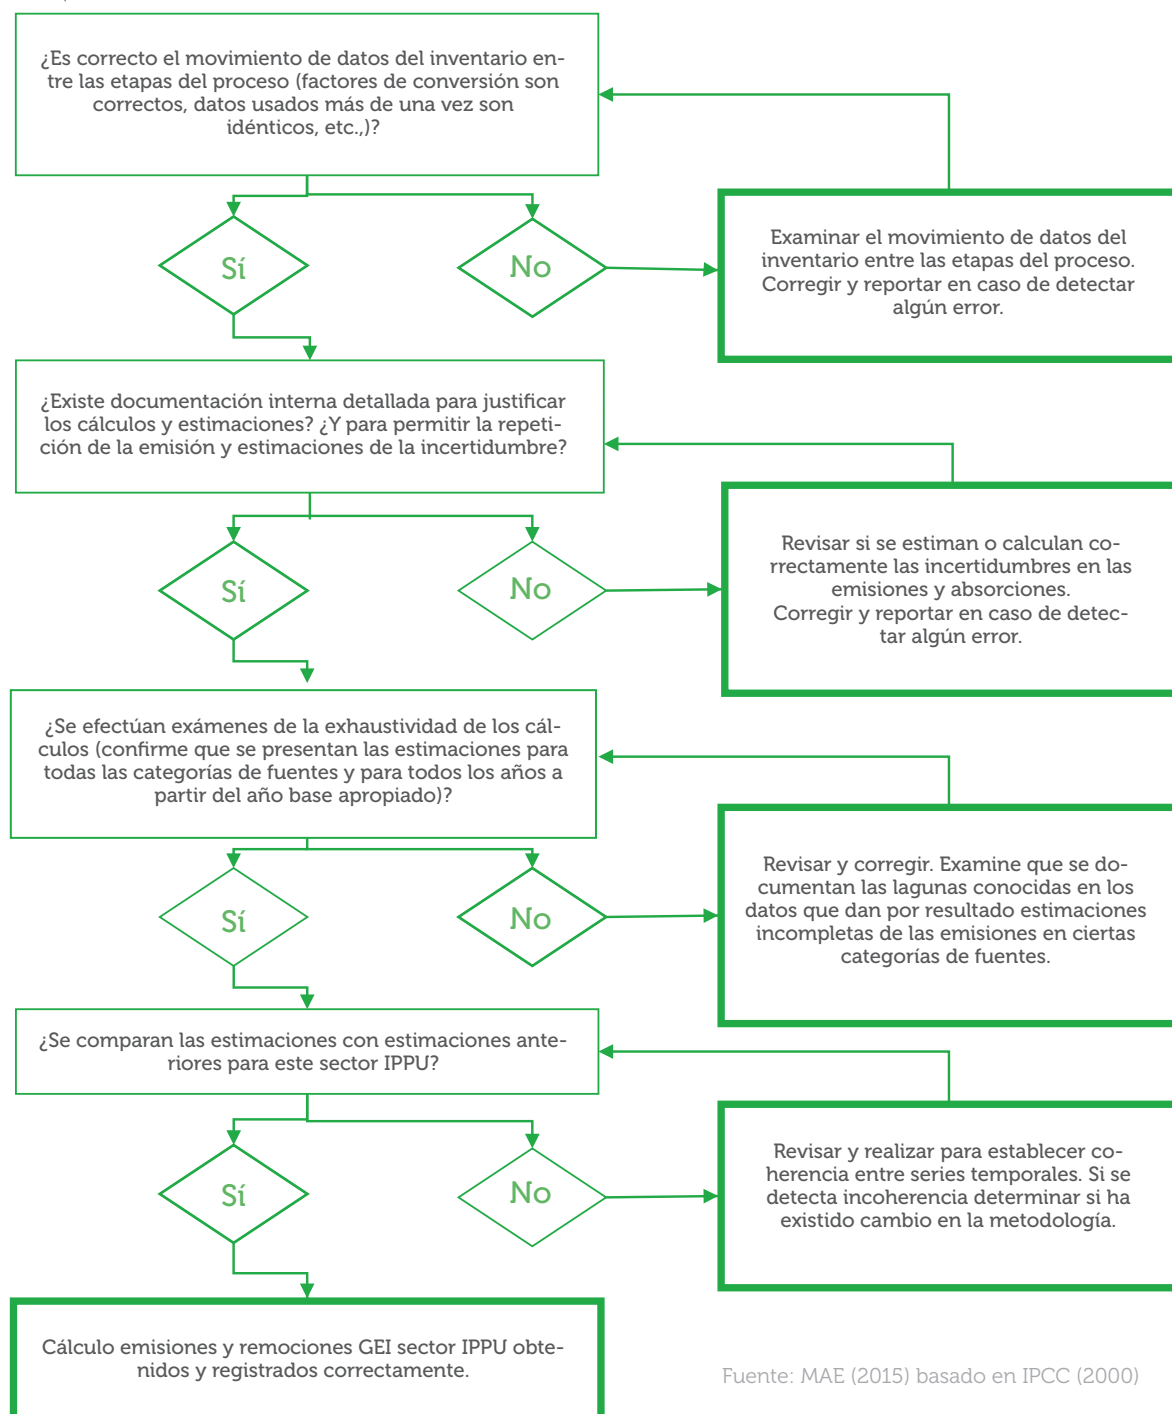 ¿Es correcto el movimiento de datos del inventario en-
tre las etapas del proceso (factores de conversión son
correctos, datos usados más de una vez son
idénticos, etc.,)?
Sí
No
Examinar el movimiento de datos del
inventario entre las etapas del proceso.
Corregir y reportar en caso de detectar
algún error.
¿Existe documentación interna detallada para justificar
los cálculos y estimaciones? ¿Y para permitir la repeti-
ción de la emisión y estimaciones de la incertidumbre?
Sí
No
Revisar si se estiman o calculan co-
rrectamente las incertidumbres en las
emisiones y absorciones.
Corregir y reportar en caso de detec-
tar algún error.
¿Se efectúan exámenes de la exhaustividad de los cál-
culos (confirme que se presentan las estimaciones para
todas las categorías de fuentes y para todos los años a
partir del año base apropiado)?
Sí
No
Revisar y corregir. Examine que se do-
cumentan las lagunas conocidas en los
datos que dan por resultado estimaciones
incompletas de las emisiones en ciertas
categorías de fuentes.
¿Se comparan las estimaciones con estimaciones ante-
riores para este sector IPPU?
Sí
No
Revisar y realizar para establecer co-
herencia entre series temporales. Si se
detecta incoherencia determinar si ha
existido cambio en la metodología.
Cálculo emisiones y remociones GEI sector IPPU obte-
nidos y registrados correctamente.
Fuente: MAE (2015) basado en IPCC (2000)